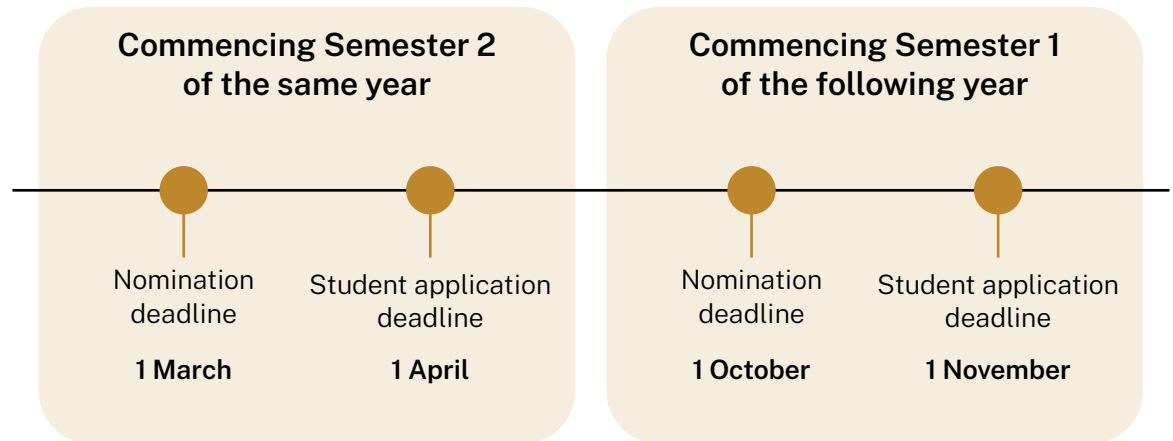 Commencing Semester 2
of the same year
Nomination
deadline
1 March
Student application
deadline
1 April
Commencing Semester 1
of the following year
Nomination
deadline
1 October
Student application
deadline
1 November